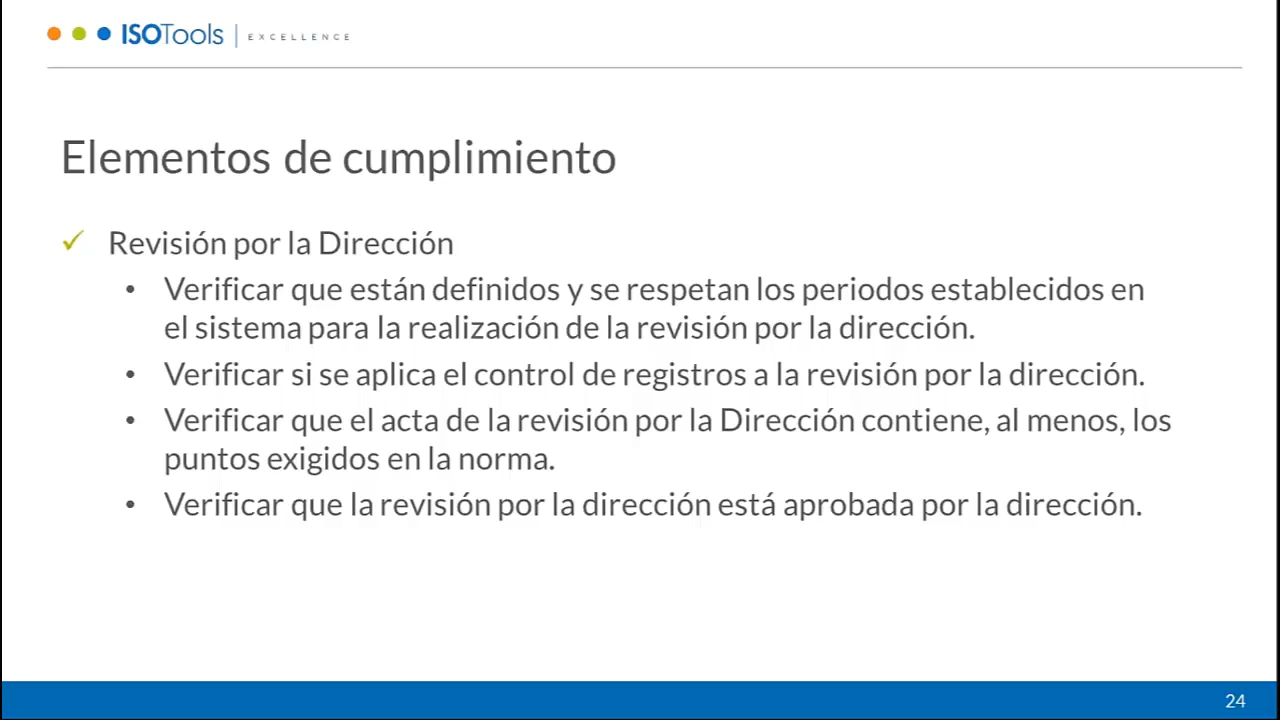 ISOTools | EXCELLENCE
Elementos de cumplimiento
✓ Revisión por la Dirección
• Verificar que están definidos y se respetan los periodos establecidos en
el sistema para la realización de la revisión por la dirección.
• Verificar si se aplica el control de registros a la revisión por la dirección.
• Verificar que el acta de la revisión por la Dirección contiene, al menos, los
puntos exigidos en la norma.
• Verificar que la revisión por la dirección está aprobada por la dirección.
24